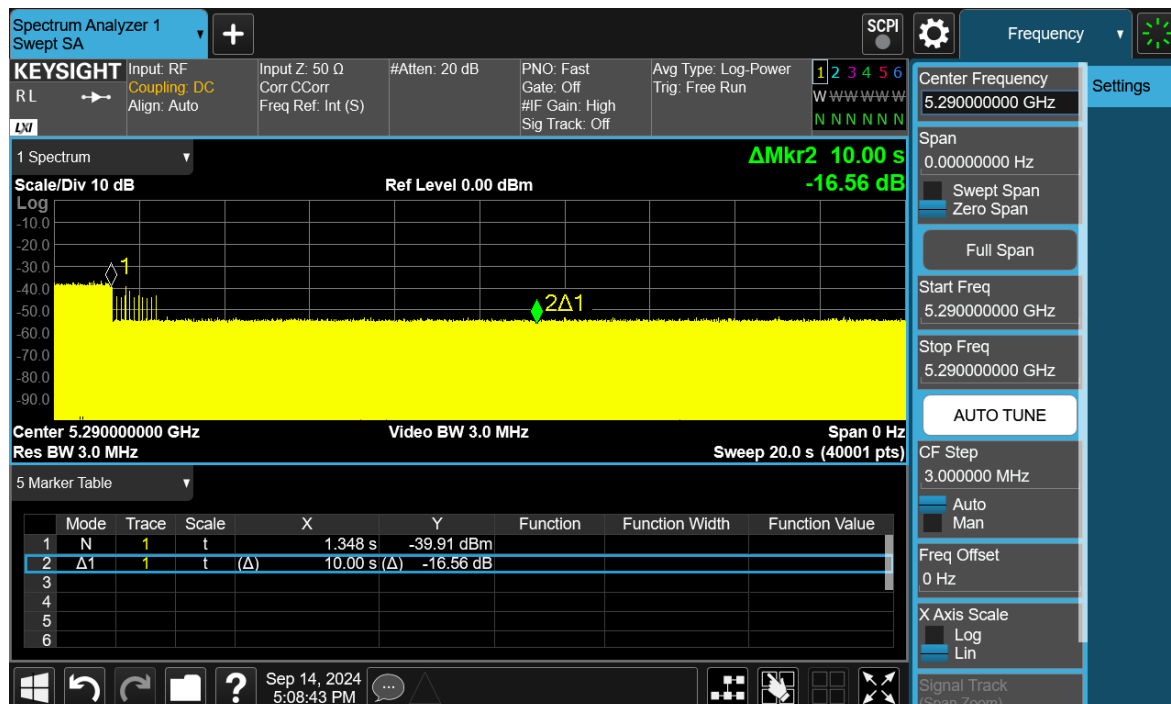 Spectrum Analyzer 1
Swept SA
+
SCPI
Frequency
KEYSIGHT
RL
LXI
Input: RF
Coupling: DC
Align: Auto
Input Z: 50 Ω
Corr CCorr
Freq Ref: Int (S)
#Atten: 20 dB
PNO: Fast
Gate: Off
#IF Gain: High
Sig Track: Off
Avg Type: Log-Power
Trig: Free Run
1 2 3 4 5 6
W W W W W W
N N N N N N
1 Spectrum
ΔMkr2 10.00 s
-16.56 dB
Scale/Div 10 dB
Ref Level 0.00 dBm
Log
-10.0
-20.0
-30.0
-40.0
-50.0
-60.0
-70.0
-80.0
-90.0
1
2Δ1
Center 5.290000000 GHz
Video BW 3.0 MHz
Span 0 Hz
Res BW 3.0 MHz
Sweep 20.0 s (40001 pts)
5 Marker Table
Mode Trace Scale X Y Function Function Width Function Value
1 N 1 t 1.348 s -39.91 dBm
2 Δ1 1 t (Δ) 10.00 s (Δ) -16.56 dB
3
4
5
6
Sep 14, 2024
5:08:43 PM
?
Settings
Center Frequency
5.290000000 GHz
Span
0.00000000 Hz
Swept Span
Zero Span
Full Span
Start Freq
5.290000000 GHz
Stop Freq
5.290000000 GHz
AUTO TUNE
CF Step
3.000000 MHz
Auto
Man
Freq Offset
0 Hz
X Axis Scale
Log
Lin
Signal Track
(Span Zoom)